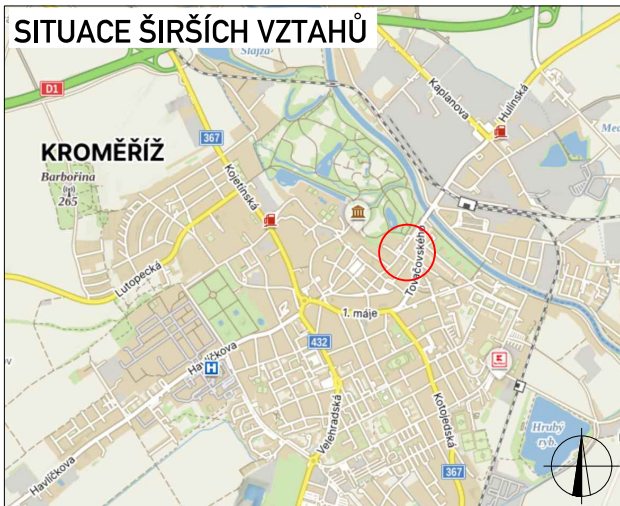 SITUACE ŠIRŠÍCH VZTAHŮ
Slajza
D1
Kaplanova
Hulínská
367
KROMĚŘÍŽ
Barbořina
265
Kojetínská
Lutopecká
Tovačovského
1. máje
432
Havlíčkova
H
K
Velehradská
Kotojedská
Hrubý
ryb.
367
Havlíčkova